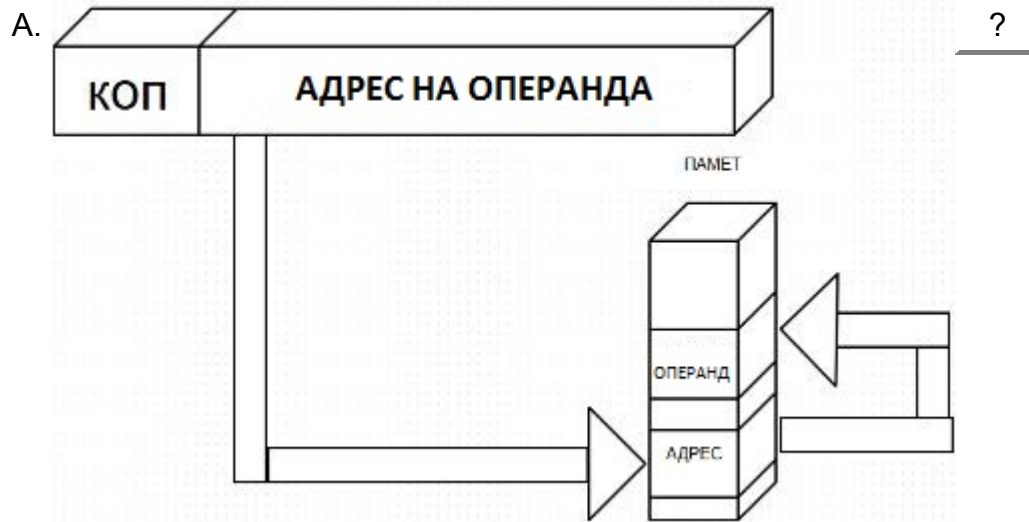 А. ?
КОП АДРЕС НА ОПЕРАНДА
ПАМЕТ
ОПЕРАНД
АДРЕС